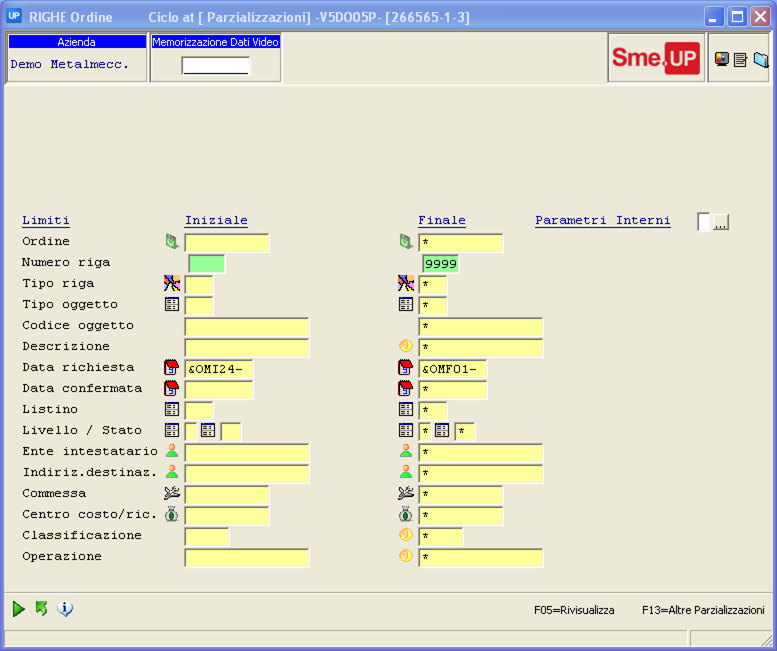 UP RIGHE Ordine Ciclo at [ Parzializzazioni] -V5DO05P- [266565-1-3]
Azienda Memorizzazione Dati Video
Demo Metalmecc.
Sme.UP
Limiti Iniziale Finale Parametri Interni ...
Ordine *
Numero riga 9999
Tipo riga *
Tipo oggetto *
Codice oggetto *
Descrizione *
Data richiesta &OMI24- &OMF01-
Data confermata *
Listino *
Livello / Stato * *
Ente intestatario *
Indiriz.destinaz. *
Commessa *
Centro costo/ric. *
Classificazione *
Operazione *
F05=Rivisualizza F13=Altre Parzializzazioni